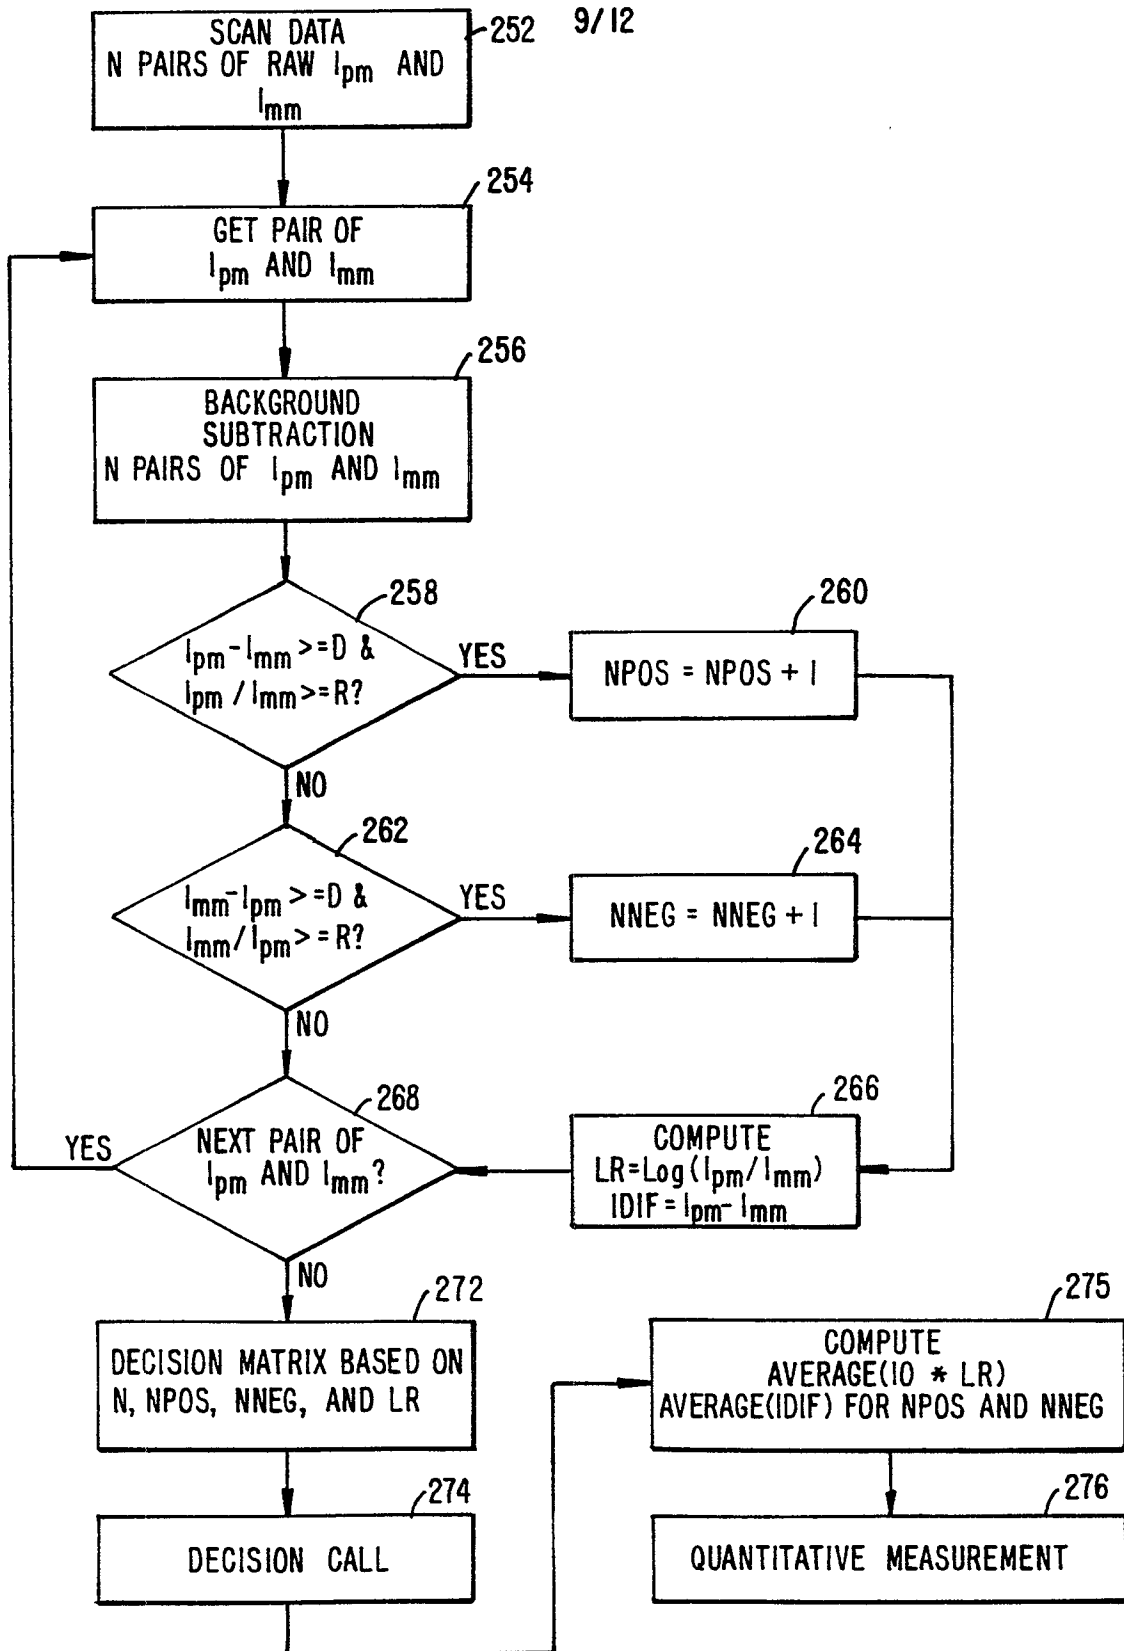 9/12
252
SCAN DATA
N PAIRS OF RAW Ipm AND
Imm
254
GET PAIR OF
Ipm AND Imm
256
BACKGROUND
SUBTRACTION
N PAIRS OF Ipm AND Imm
258
Ipm-Imm >=D &
Ipm / Imm >=R?
YES
NO
260
NPOS = NPOS + 1
262
Imm-Ipm >=D &
Imm / Ipm >=R?
YES
NO
264
NNEG = NNEG + 1
266
COMPUTE
LR=Log (Ipm/Imm)
IDIF=Ipm-Imm
268
NEXT PAIR OF
Ipm AND Imm?
YES
NO
272
DECISION MATRIX BASED ON
N, NPOS, NNEG, AND LR
274
DECISION CALL
275
COMPUTE
AVERAGE(10 * LR)
AVERAGE(IDIF) FOR NPOS AND NNEG
276
QUANTITATIVE MEASUREMENT